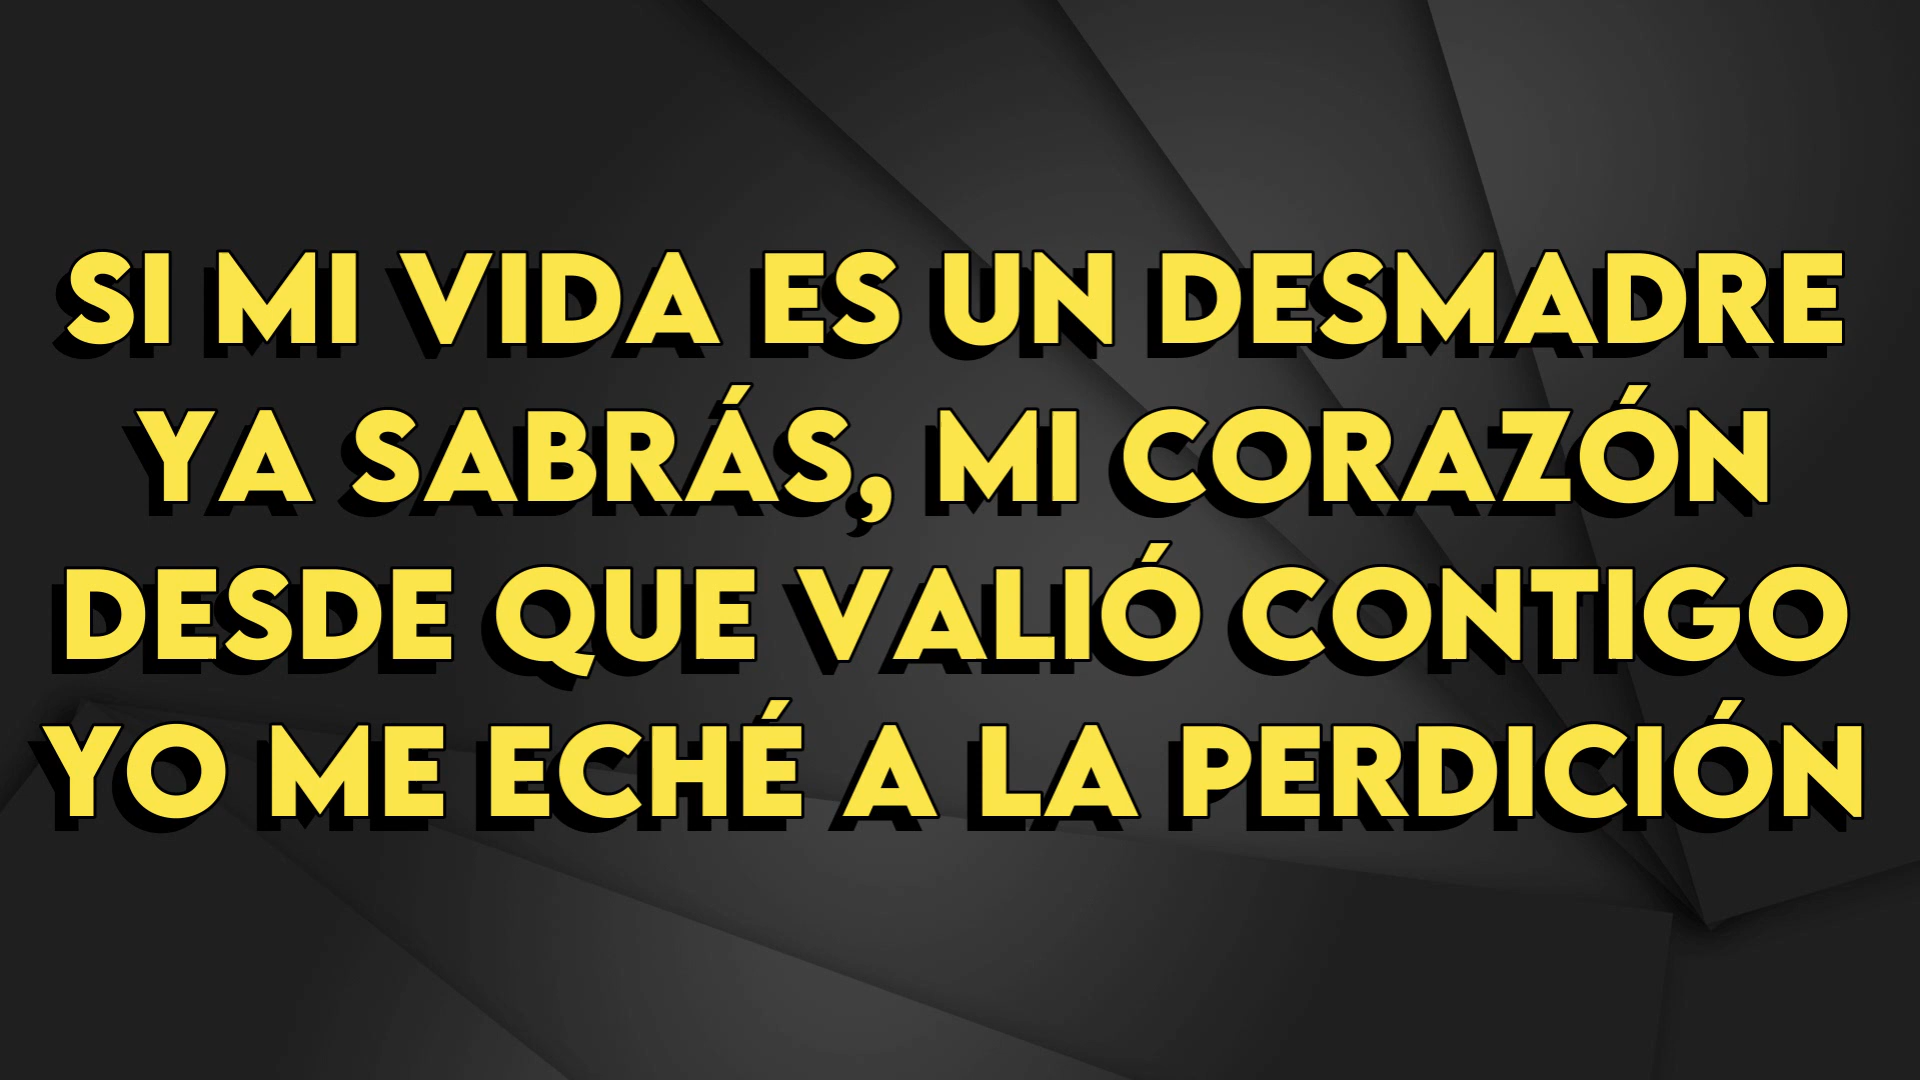 SI MI VIDA ES UN DESMADRE
YA SABRÁS, MI CORAZÓN
DESDE QUE VALIÓ CONTIGO
YO ME ECHÉ A LA PERDICIÓN